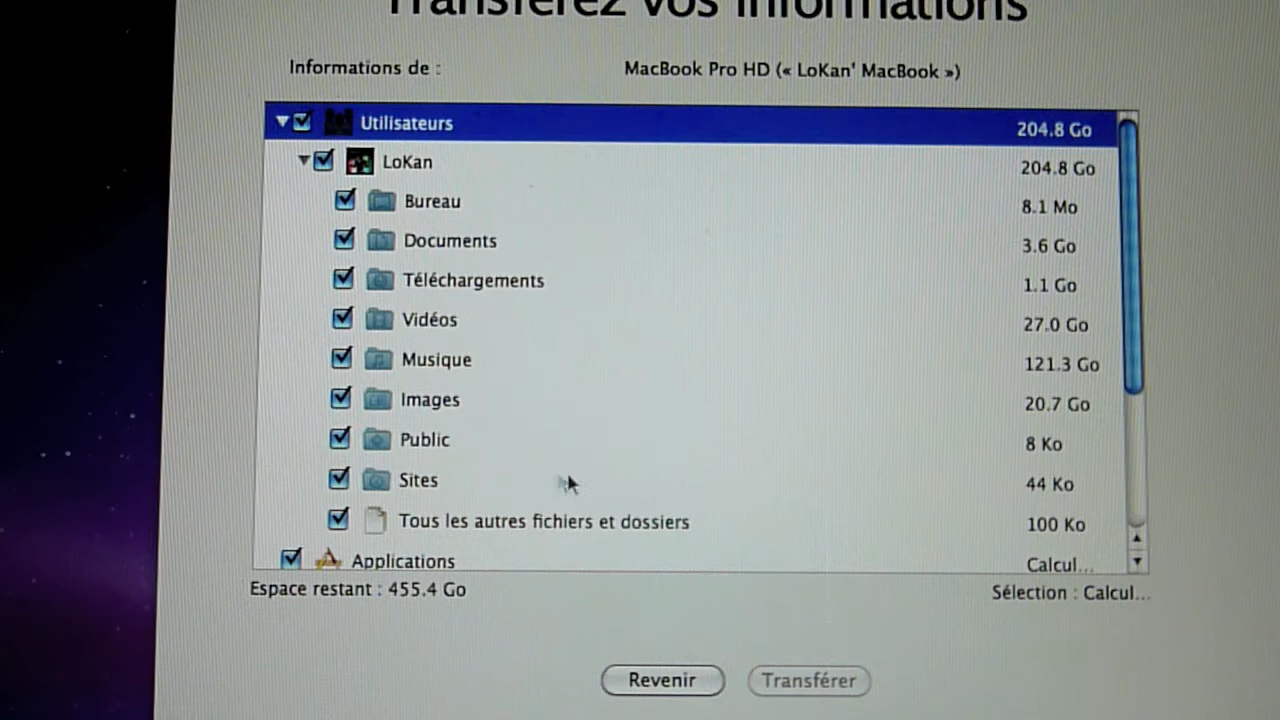 Transférez vos informations
Informations de : MacBook Pro HD (« LoKan' MacBook »)
Utilisateurs 204.8 Go
LoKan 204.8 Go
Bureau 8.1 Mo
Documents 3.6 Go
Téléchargements 1.1 Go
Vidéos 27.0 Go
Musique 121.3 Go
Images 20.7 Go
Public 8 Ko
Sites 44 Ko
Tous les autres fichiers et dossiers 100 Ko
Applications Calcul...
Espace restant : 455.4 Go Sélection : Calcul...
Revenir Transférer